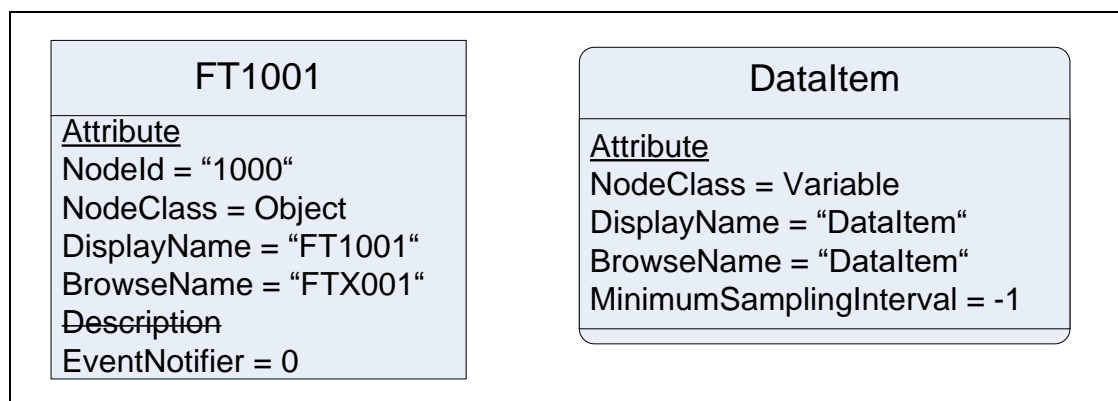 FT1001
Attribute
NodeId = “1000“
NodeClass = Object
DisplayName = “FT1001“
BrowseName = “FTX001“
Description
EventNotifier = 0
DataItem
Attribute
NodeClass = Variable
DisplayName = “DataItem“
BrowseName = “DataItem“
MinimumSamplingInterval = -1